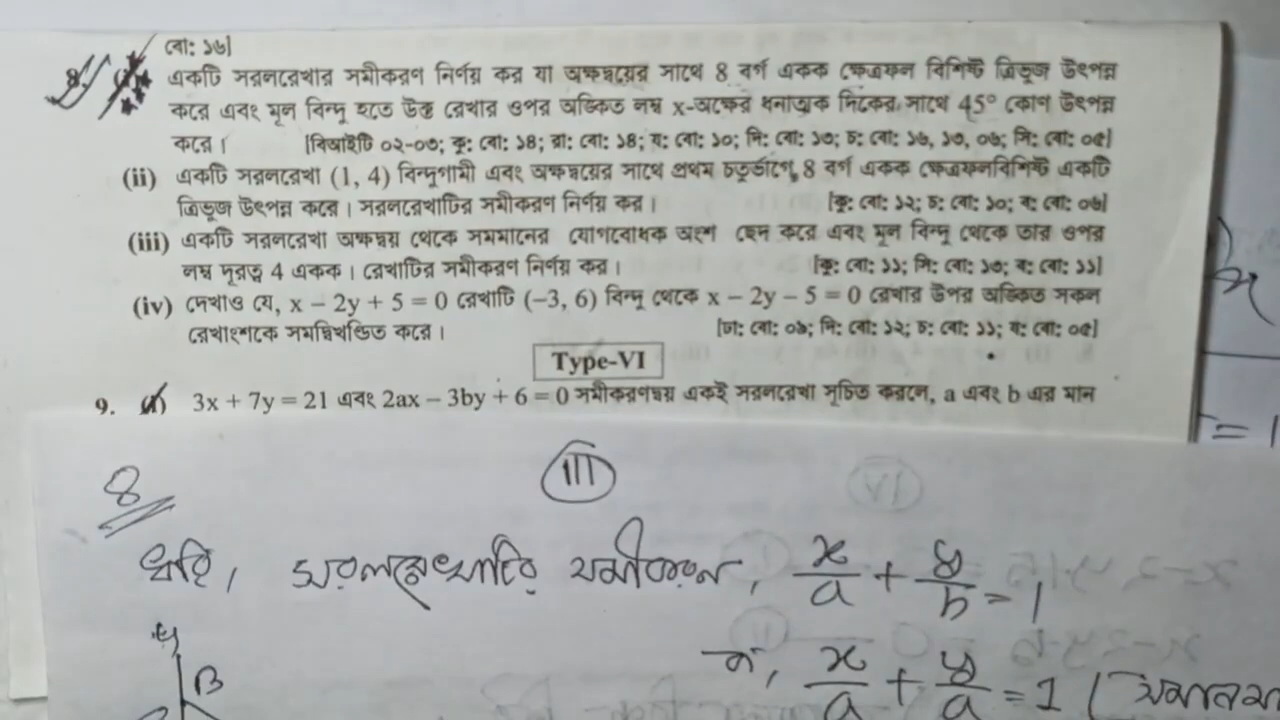 বো: ১৬]
একটি সরলরেখার সমীকরণ নির্ণয় কর যা অক্ষদ্বয়ের সাথে 8 বর্গ একক ক্ষেত্রফল বিশিষ্ট ত্রিভুজ উৎপন্ন
করে এবং মূল বিন্দু হতে উক্ত রেখার ওপর অঙ্কিত লম্ব x-অক্ষের ধনাত্মক দিকের সাথে 45° কোণ উৎপন্ন
করে। [বিআইটি ০২-০৩; কু: বো: ১৪; রা: বো: ১৪; য: বো: ১০; দি: বো: ১৩; চ: বো: ১৬, ১৩, ০৬; সি: বো: ০৫]
(ii) একটি সরলরেখা (1, 4) বিন্দুগামী এবং অক্ষদ্বয়ের সাথে প্রথম চতুর্ভাগে 8 বর্গ একক ক্ষেত্রফলবিশিষ্ট একটি
ত্রিভুজ উৎপন্ন করে। সরলরেখাটির সমীকরণ নির্ণয় কর। [কু: বো: ১২; চ: বো: ১০; ব: বো: ০৬]
(iii) একটি সরলরেখা অক্ষদ্বয় থেকে সমমানের যোগবোধক অংশ ছেদ করে এবং মূল বিন্দু থেকে তার ওপর
লম্ব দূরত্ব 4 একক। রেখাটির সমীকরণ নির্ণয় কর। [কু: বো: ১১; সি: বো: ১৩; ব: বো: ১১]
(iv) দেখাও যে, x – 2y + 5 = 0 রেখাটি (–3, 6) বিন্দু থেকে x – 2y – 5 = 0 রেখার উপর অঙ্কিত সকল
রেখাংশকে সমদ্বিখণ্ডিত করে। [ঢা: বো: ০৯; দি: বো: ১২; চ: বো: ১১; য: বো: ০৫]
Type-VI
9. (i) 3x + 7y = 21 এবং 2ax – 3by + 6 = 0 সমীকরণদ্বয় একই সরলরেখা সূচিত করলে, a এবং b এর মান
= 1
8
III
ধরি, সরলরেখাটির সমীকরন, x/a + y/b = 1
y
B
বা, x/a + y/a = 1 (